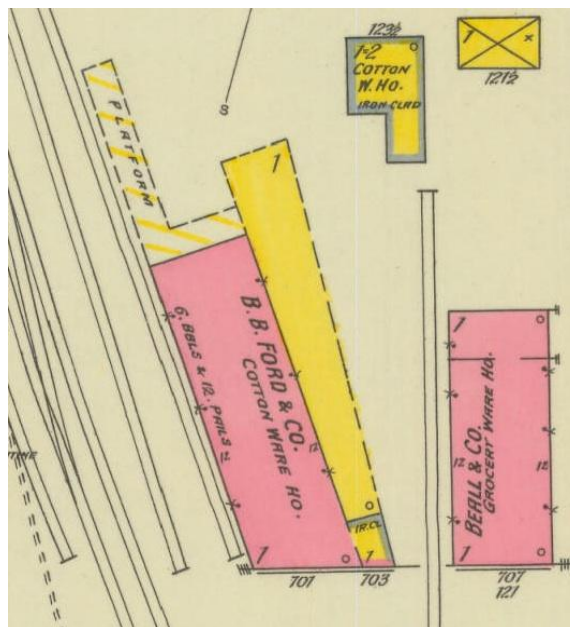 123½
1=2
COTTON
W. HO.
IRON CLAD
1
x
121½
S
PLATFORM
1
B. B. FORD & CO.
COTTON WARE HO.
6. BBLS & 12. PAILS
12
12
IR.CL
1
1
701
703
1
BEALL & CO.
GROCERY WARE HO.
12
12
1
707
121